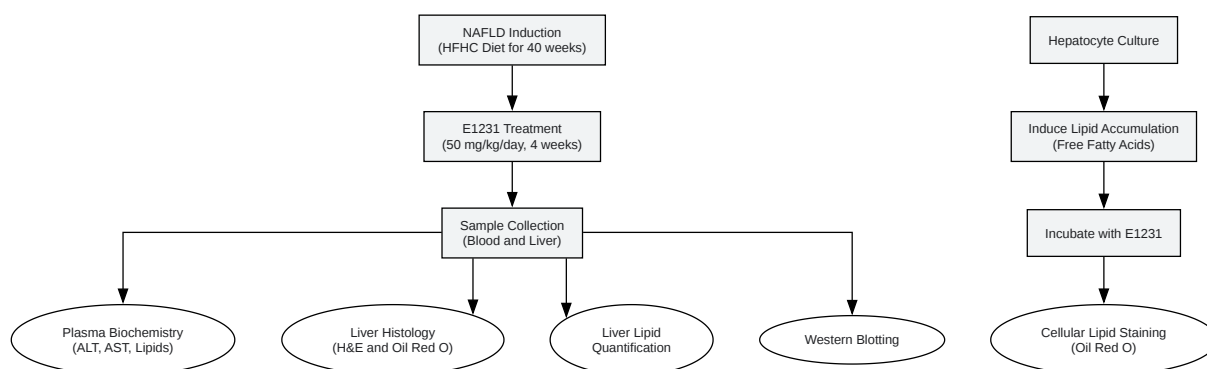 NAFLD Induction
(HFHC Diet for 40 weeks)
E1231 Treatment
(50 mg/kg/day, 4 weeks)
Sample Collection
(Blood and Liver)
Plasma Biochemistry
(ALT, AST, Lipids)
Liver Histology
(H&E and Oil Red O)
Liver Lipid
Quantification
Western Blotting
Hepatocyte Culture
Induce Lipid Accumulation
(Free Fatty Acids)
Incubate with E1231
Cellular Lipid Staining
(Oil Red O)